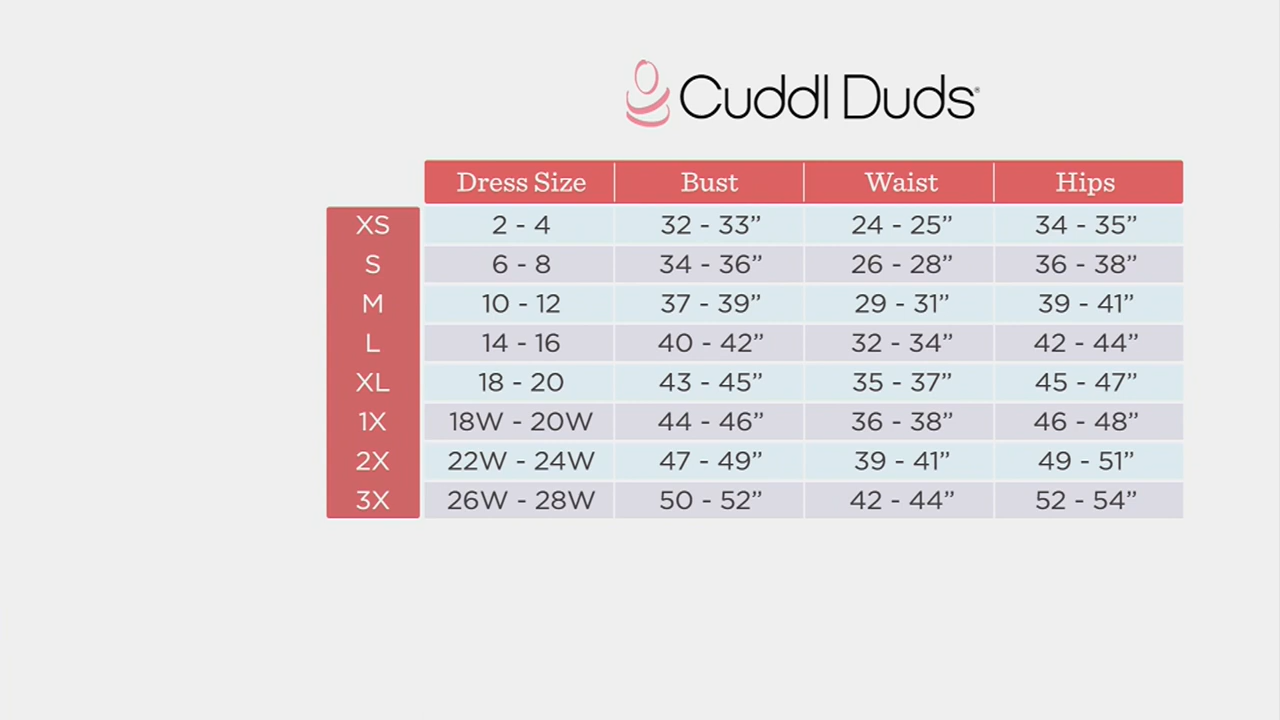 Cuddl Duds®
Dress Size Bust Waist Hips
XS 2 - 4 32 - 33” 24 - 25” 34 - 35”
S 6 - 8 34 - 36” 26 - 28” 36 - 38”
M 10 - 12 37 - 39” 29 - 31” 39 - 41”
L 14 - 16 40 - 42” 32 - 34” 42 - 44”
XL 18 - 20 43 - 45” 35 - 37” 45 - 47”
1X 18W - 20W 44 - 46” 36 - 38” 46 - 48”
2X 22W - 24W 47 - 49” 39 - 41” 49 - 51”
3X 26W - 28W 50 - 52” 42 - 44” 52 - 54”